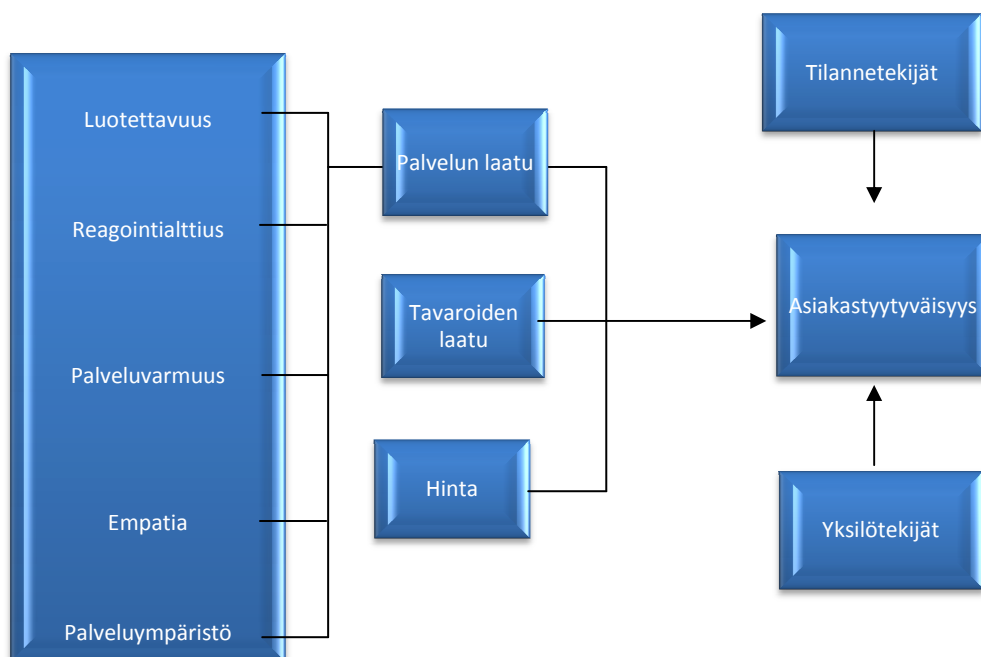 Luotettavuus
Reagointialttius
Palveluvarmuus
Empatia
Palveluympäristö
Palvelun laatu
Tavaroiden
laatu
Hinta
Tilannetekijät
Asiakastyytyväisyys
Yksilötekijät